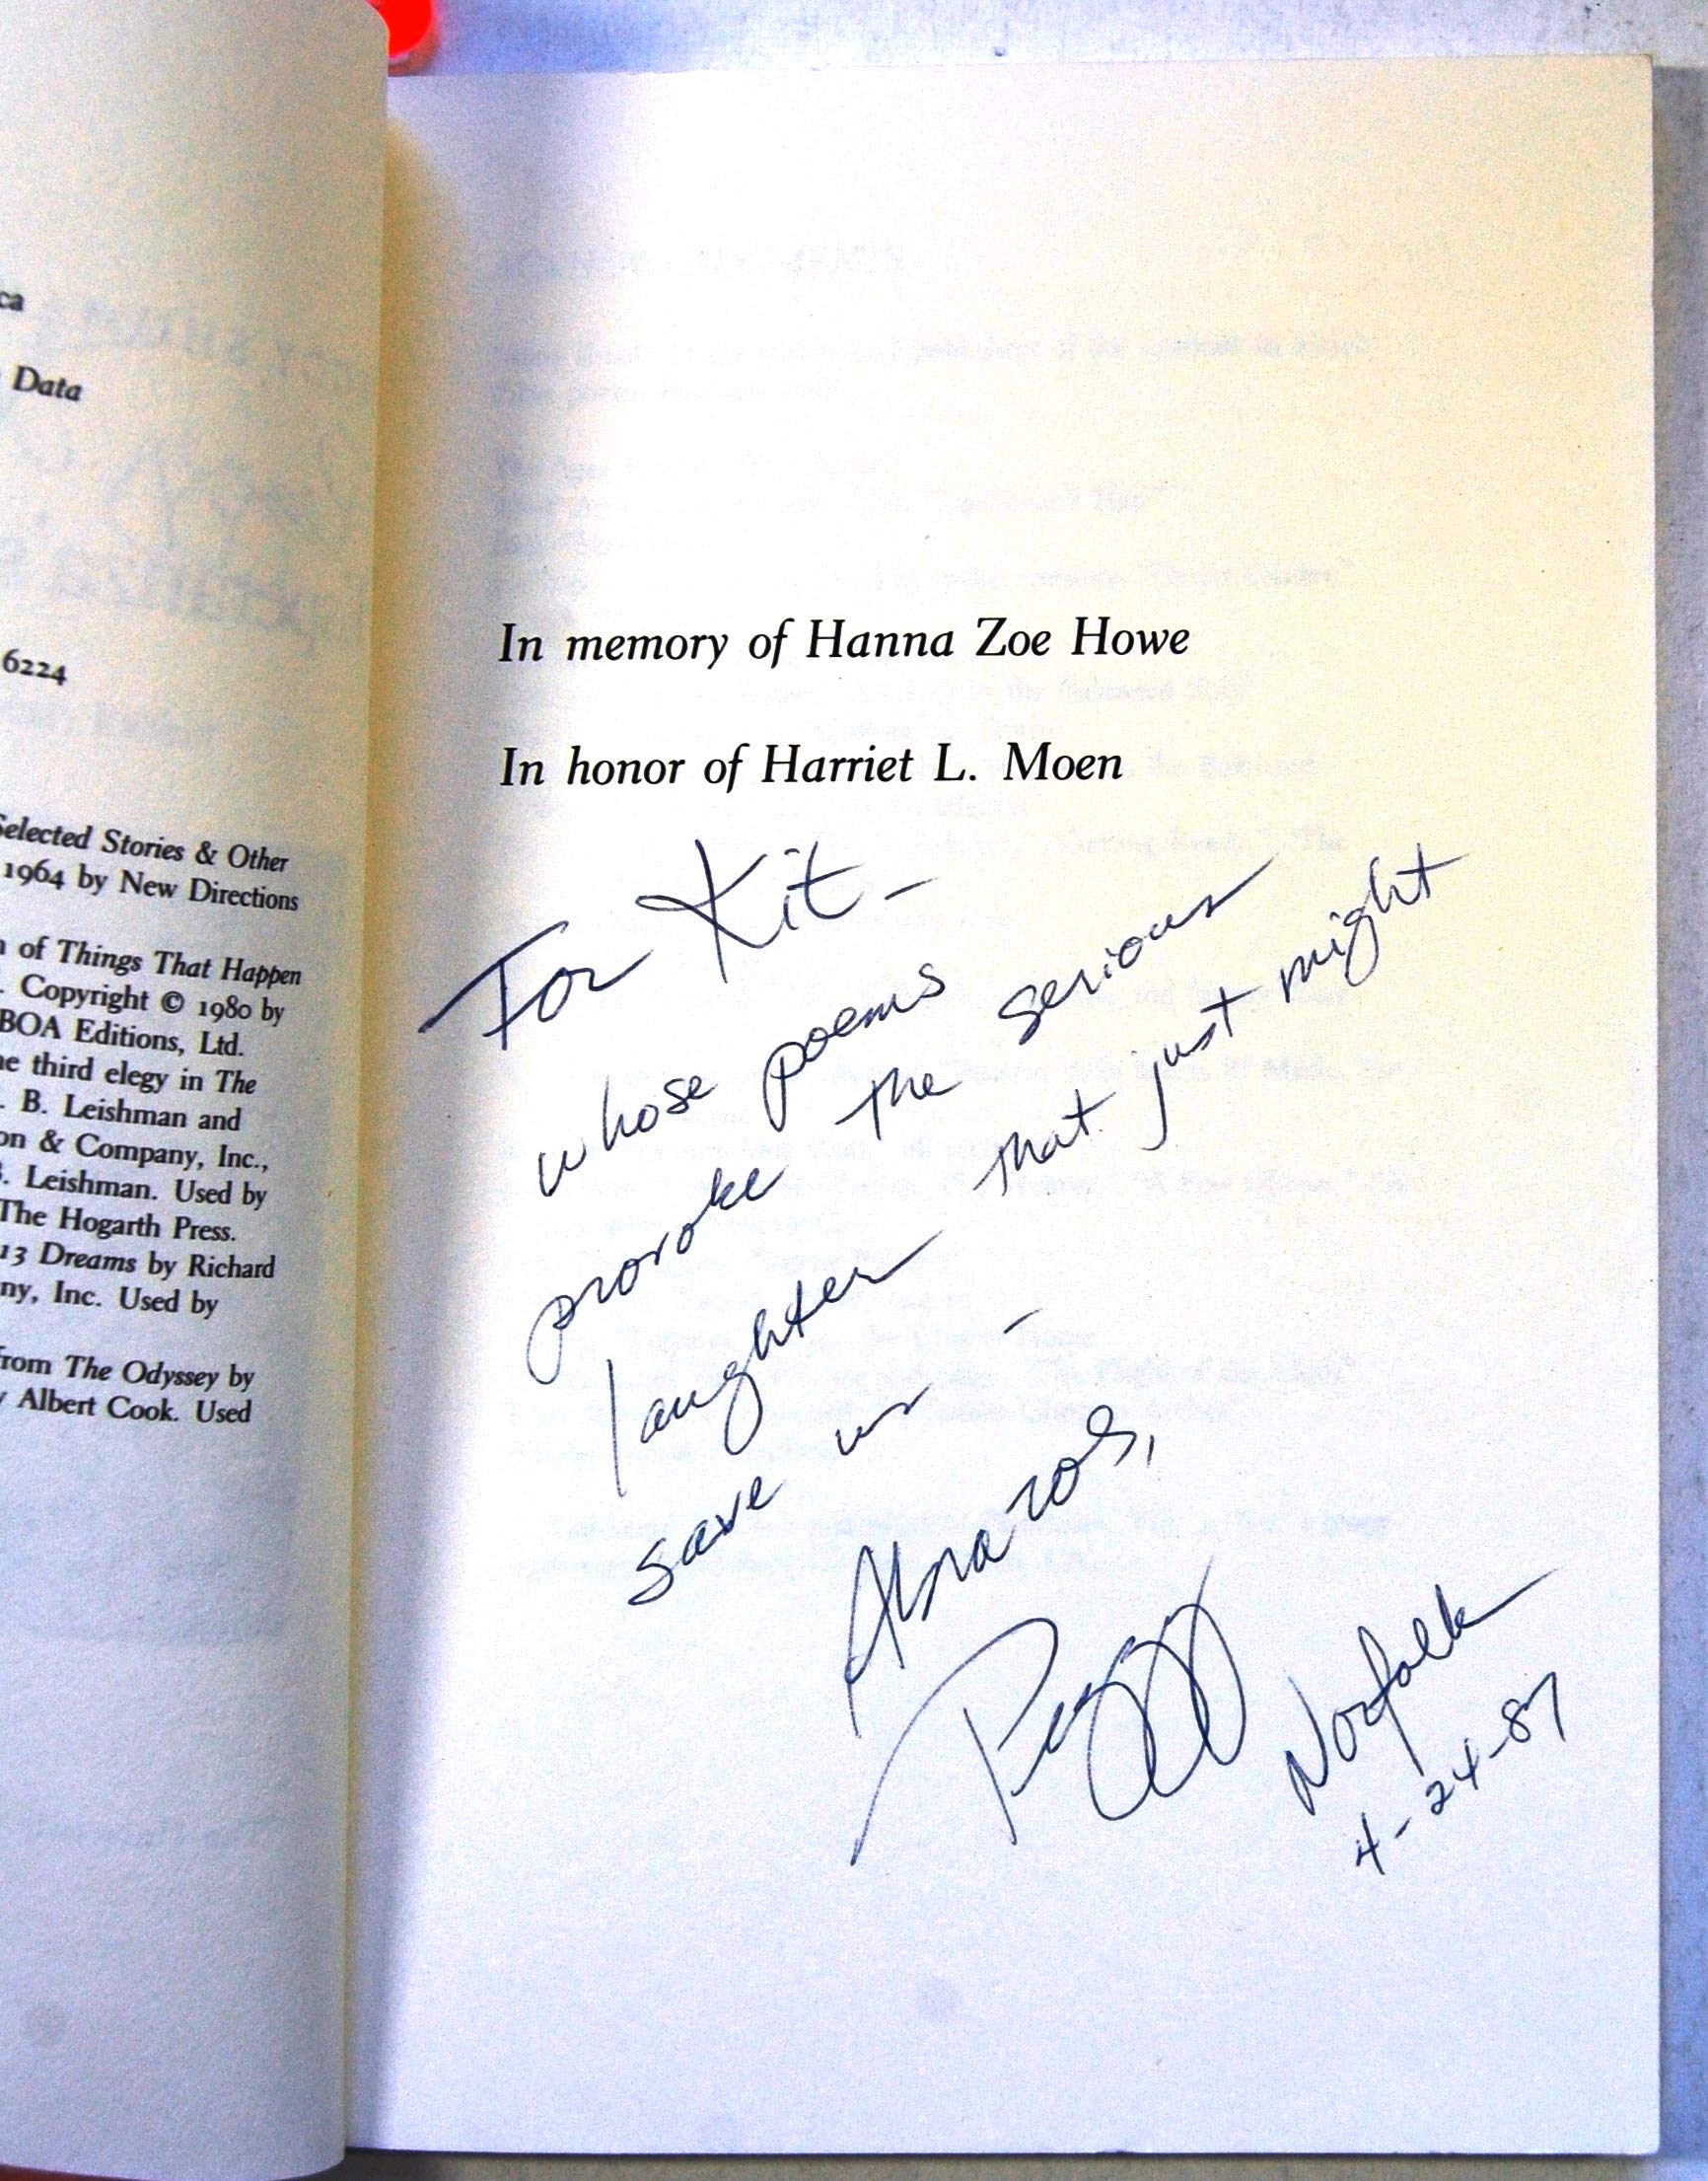 ca
Data
6224
Selected Stories & Other
1964 by New Directions
of Things That Happen
. Copyright © 1980 by
BOA Editions, Ltd.
he third elegy in The
. B. Leishman and
on & Company, Inc.,
B. Leishman. Used by
The Hogarth Press.
13 Dreams by Richard
ny, Inc. Used by
from The Odyssey by
y Albert Cook. Used
In memory of Hanna Zoe Howe
In honor of Harriet L. Moen
For Kit –
whose poems
provoke the serious
laughter that just might
save us –
Abrazos,
Peggy
Norfolk
4-24-87